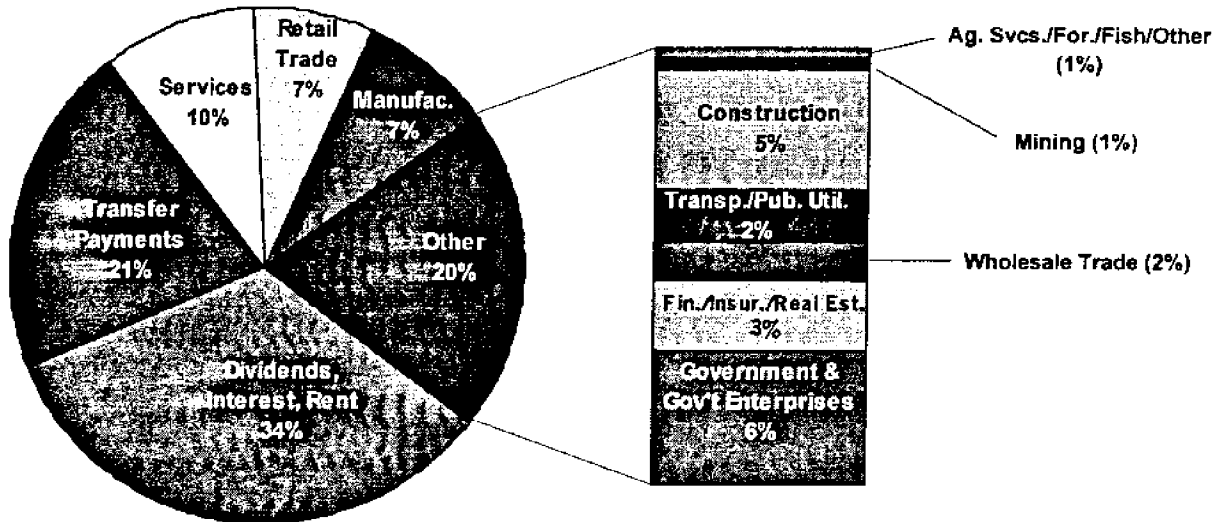 Retail
Trade
7%
Services
10%
Manufac.
7%
Transfer
Payments
21%
Other
20%
Dividends,
Interest, Rent
34%
Ag. Svcs./For./Fish/Other
(1%)
Construction
5%
Mining (1%)
Transp./Pub. Util.
2%
Wholesale Trade (2%)
Fin./Insur./Real Est.
3%
Government &
Gov't Enterprises
6%